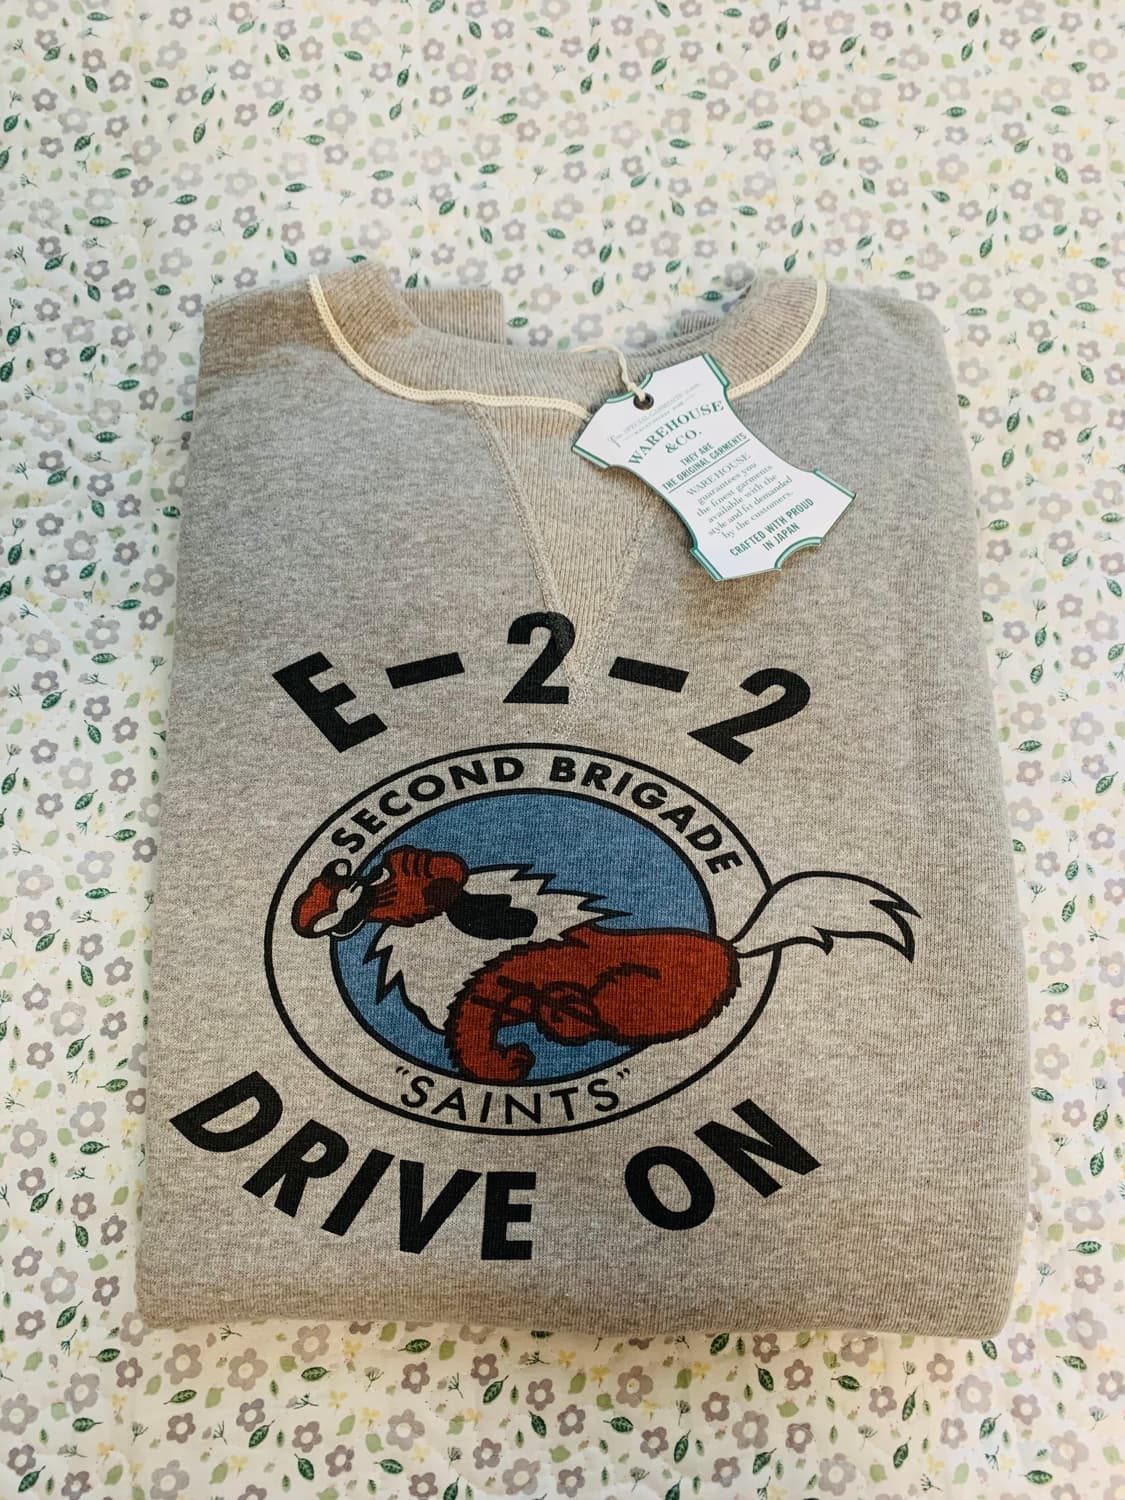 WAREHOUSE
&CO.
THEY ARE
THE ORIGINAL GARMENTS
WAREHOUSE
guarantees you
the finest garments
available with the
style and fit demanded
by the customers.
CRAFTED WITH PROUD
IN JAPAN
E-2-2
SECOND BRIGADE
"SAINTS"
DRIVE ON